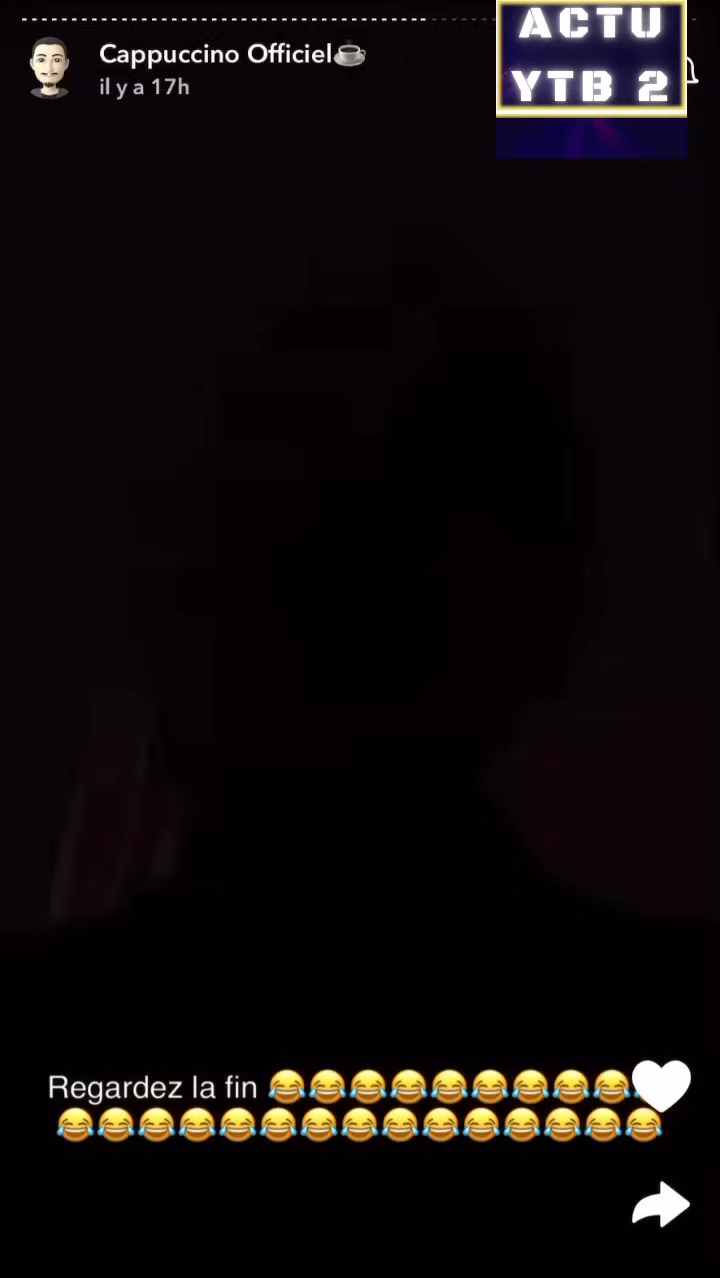 ACTU
YTB 2
Cappuccino Officiel☕
il y a 17h
Regardez la fin 😂😂😂😂😂😂😂😂😂😂
😂😂😂😂😂😂😂😂😂😂😂😂😂😂😂